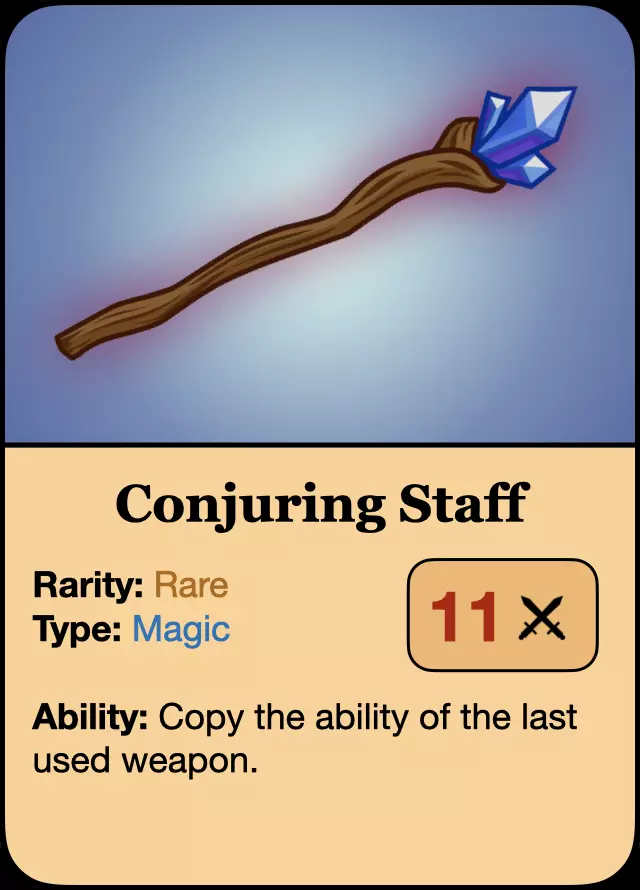 Conjuring Staff
Rarity: Rare
Type: Magic
11
Ability: Copy the ability of the last
used weapon.